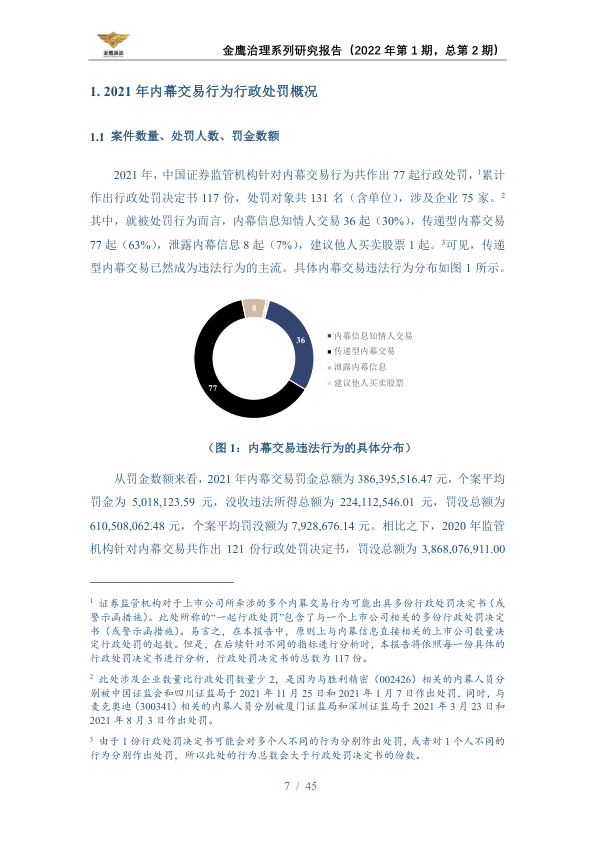 金鹰诉法
金鹰治理系列研究报告（2022 年第 1 期，总第 2 期）
1. 2021 年内幕交易行为行政处罚概况
1.1 案件数量、处罚人数、罚金数额
2021 年，中国证券监管机构针对内幕交易行为共作出 77 起行政处罚，1累计
作出行政处罚决定书 117 份，处罚对象共 131 名（含单位），涉及企业 75 家。2
其中，就被处罚行为而言，内幕信息知情人交易 36 起（30%），传递型内幕交易
77 起（63%），泄露内幕信息 8 起（7%），建议他人买卖股票 1 起。3可见，传递
型内幕交易已然成为违法行为的主流。具体内幕交易违法行为分布如图 1 所示。
8
36
77
内幕信息知情人交易
传递型内幕交易
泄露内幕信息
建议他人买卖股票
（图 1：内幕交易违法行为的具体分布）
从罚金数额来看，2021 年内幕交易罚金总额为 386,395,516.47 元，个案平均
罚金为 5,018,123.59 元，没收违法所得总额为 224,112,546.01 元，罚没总额为
610,508,062.48 元，个案平均罚没额为 7,928,676.14 元。相比之下，2020 年监管
机构针对内幕交易共作出 121 份行政处罚决定书，罚没总额为 3,868,076,911.00
1 证券监管机构对于上市公司所牵涉的多个内幕交易行为可能出具多份行政处罚决定书（或
警示函措施）。此处所称的“一起行政处罚”包含了与一个上市公司相关的多份行政处罚决定
书（或警示函措施）。易言之，在本报告中，原则上与内幕信息直接相关的上市公司数量决
定行政处罚的起数。但是，在后续针对不同的指标进行分析时，本报告将依照每一份具体的
行政处罚决定书进行分析，行政处罚决定书的总数为 117 份。
2 此处涉及企业数量比行政处罚数量少 2，是因为与胜利精密（002426）相关的内幕人员分
别被中国证监会和四川证监局于 2021 年 11 月 25 日和 2021 年 1 月 7 日作出处罚，同时，与
麦克奥迪（300341）相关的内幕人员分别被厦门证监局和深圳证监局于 2021 年 3 月 23 日和
2021 年 8 月 3 日作出处罚。
3 由于 1 份行政处罚决定书可能会对多个人不同的行为分别作出处罚，或者对 1 个人不同的
行为分别作出处罚，所以此处的行为总数会大于行政处罚决定书的份数。
7 / 45